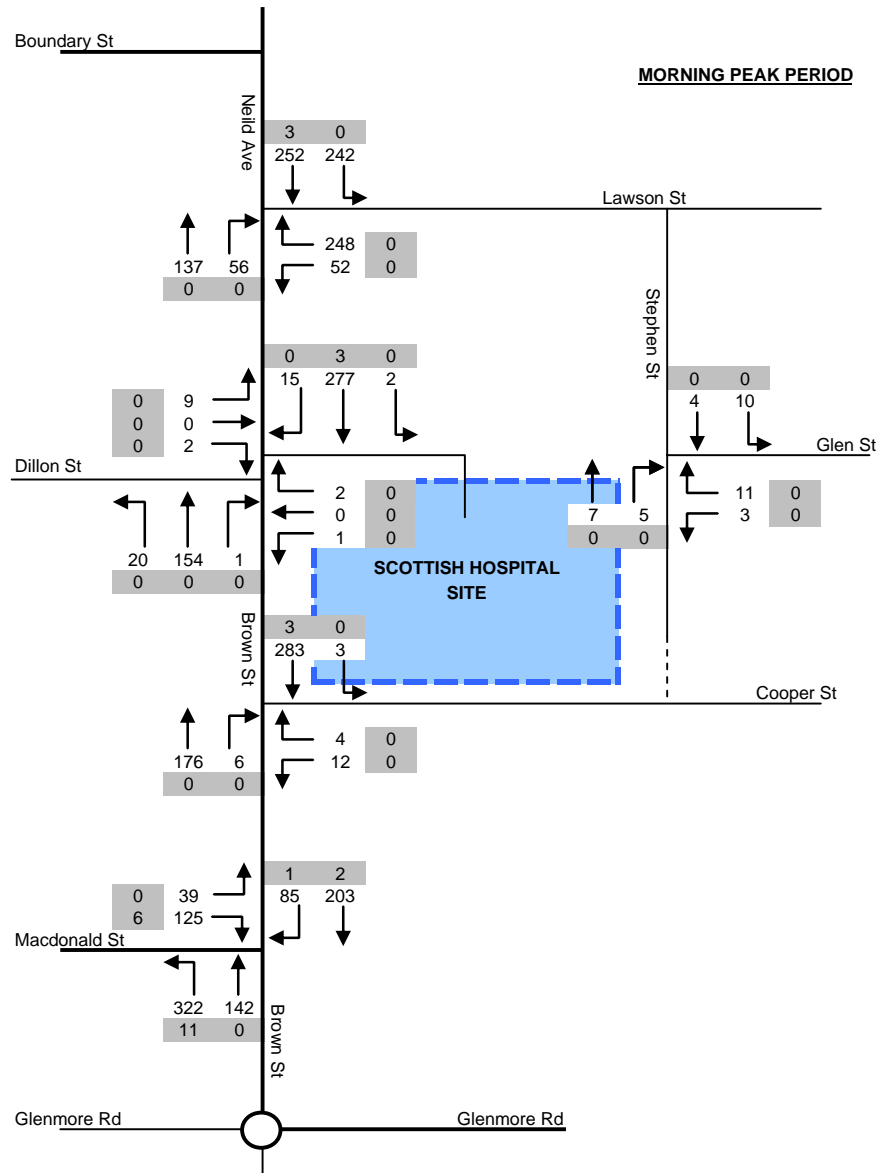 Boundary St
MORNING PEAK PERIOD
Neild Ave
3 0
252 242
Lawson St
248 0
137 56 52 0
0 0
Stephen St
0 3 0
15 277 2
0 0
0 9 4 10
0 0
0 2
Glen St
Dillon St
2 0 11 0
0 0 7 5 3 0
1 0 0 0
20 154 1
0 0 0
SCOTTISH HOSPITAL
SITE
Brown St
3 0
283 3
Cooper St
4 0
176 6 12 0
0 0
1 2
0 39 85 203
6 125
Macdonald St
322 142
11 0
Brown St
Glenmore Rd Glenmore Rd